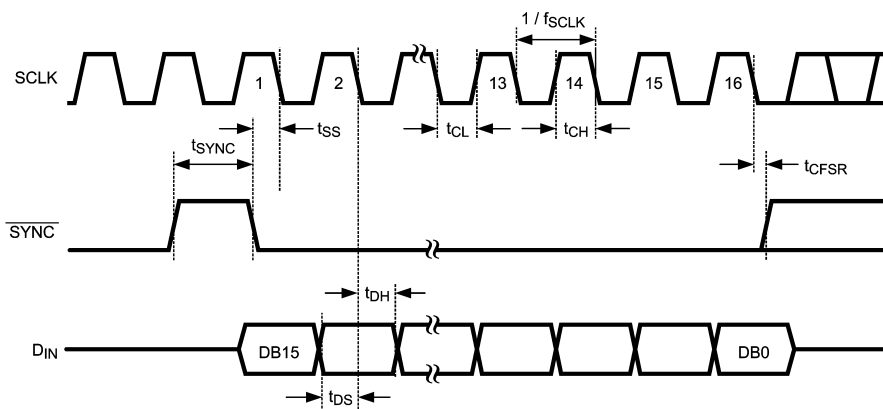 1 / fSCLK
SCLK
1 2 13 14 15 16
tSS tCL tCH
tSYNC
tCFSR
SYNC
tDH
DIN
DB15 DB0
tDS